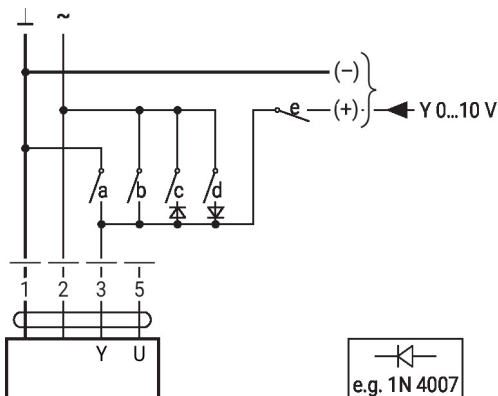 ⊥ ~
(−)
e (+) Y 0...10 V
a b c d
1 2 3 5
Y U
e.g. 1N 4007